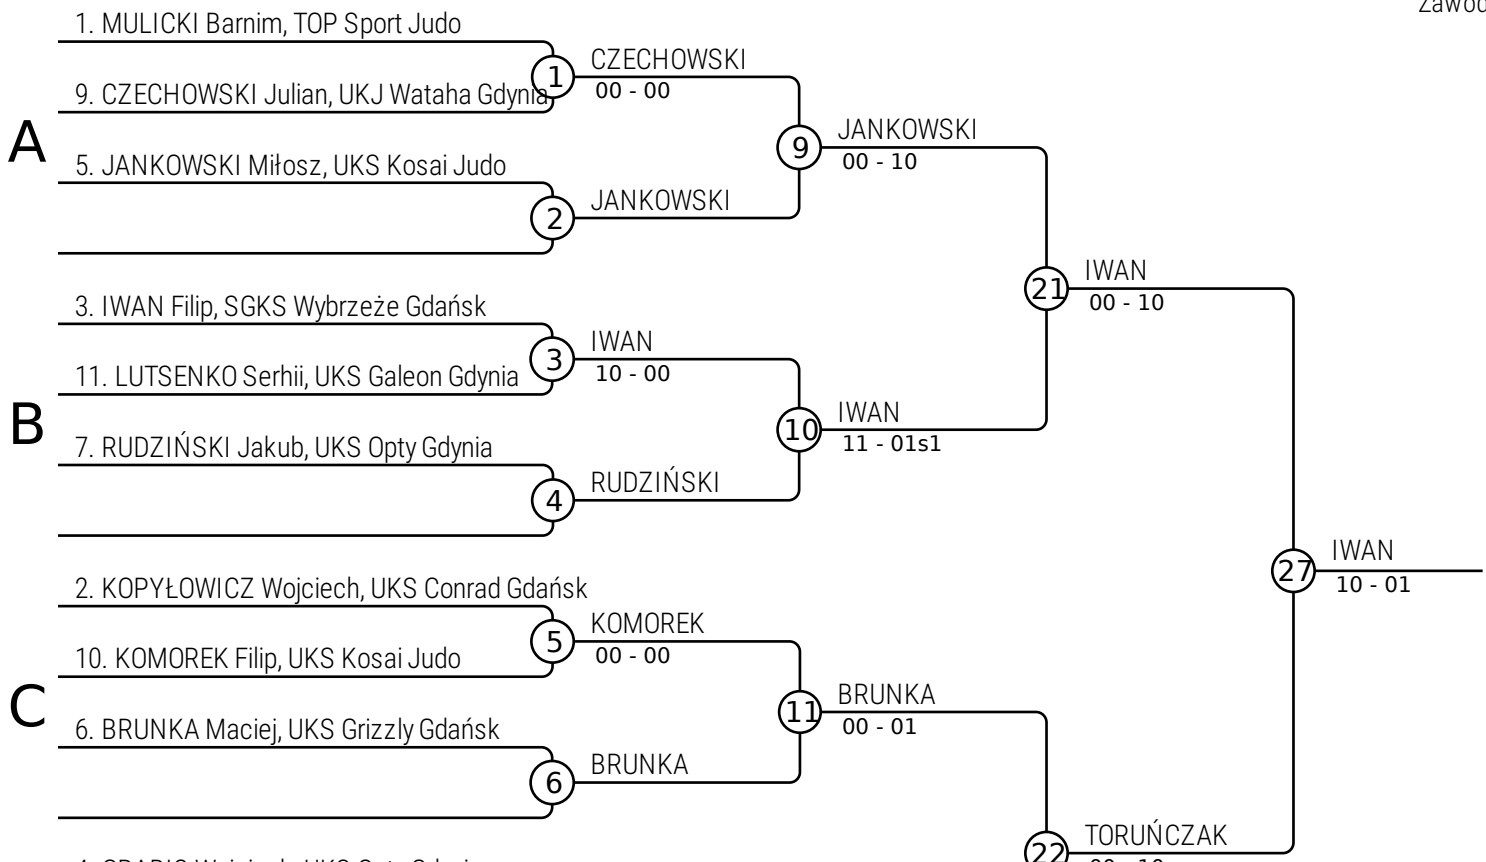 Zawod
1. MULICKI Barnim, TOP Sport Judo
1
CZECHOWSKI
00 - 00
9. CZECHOWSKI Julian, UKJ Wataha Gdynia
A
9
JANKOWSKI
00 - 10
5. JANKOWSKI Miłosz, UKS Kosai Judo
2
JANKOWSKI
21
IWAN
00 - 10
3. IWAN Filip, SGKS Wybrzeże Gdańsk
3
IWAN
10 - 00
11. LUTSENKO Serhii, UKS Galeon Gdynia
B
10
IWAN
11 - 01s1
7. RUDZIŃSKI Jakub, UKS Opty Gdynia
4
RUDZIŃSKI
27
IWAN
10 - 01
2. KOPYŁOWICZ Wojciech, UKS Conrad Gdańsk
5
KOMOREK
00 - 00
10. KOMOREK Filip, UKS Kosai Judo
C
11
BRUNKA
00 - 01
6. BRUNKA Maciej, UKS Grizzly Gdańsk
6
BRUNKA
22
TORUŃCZAK